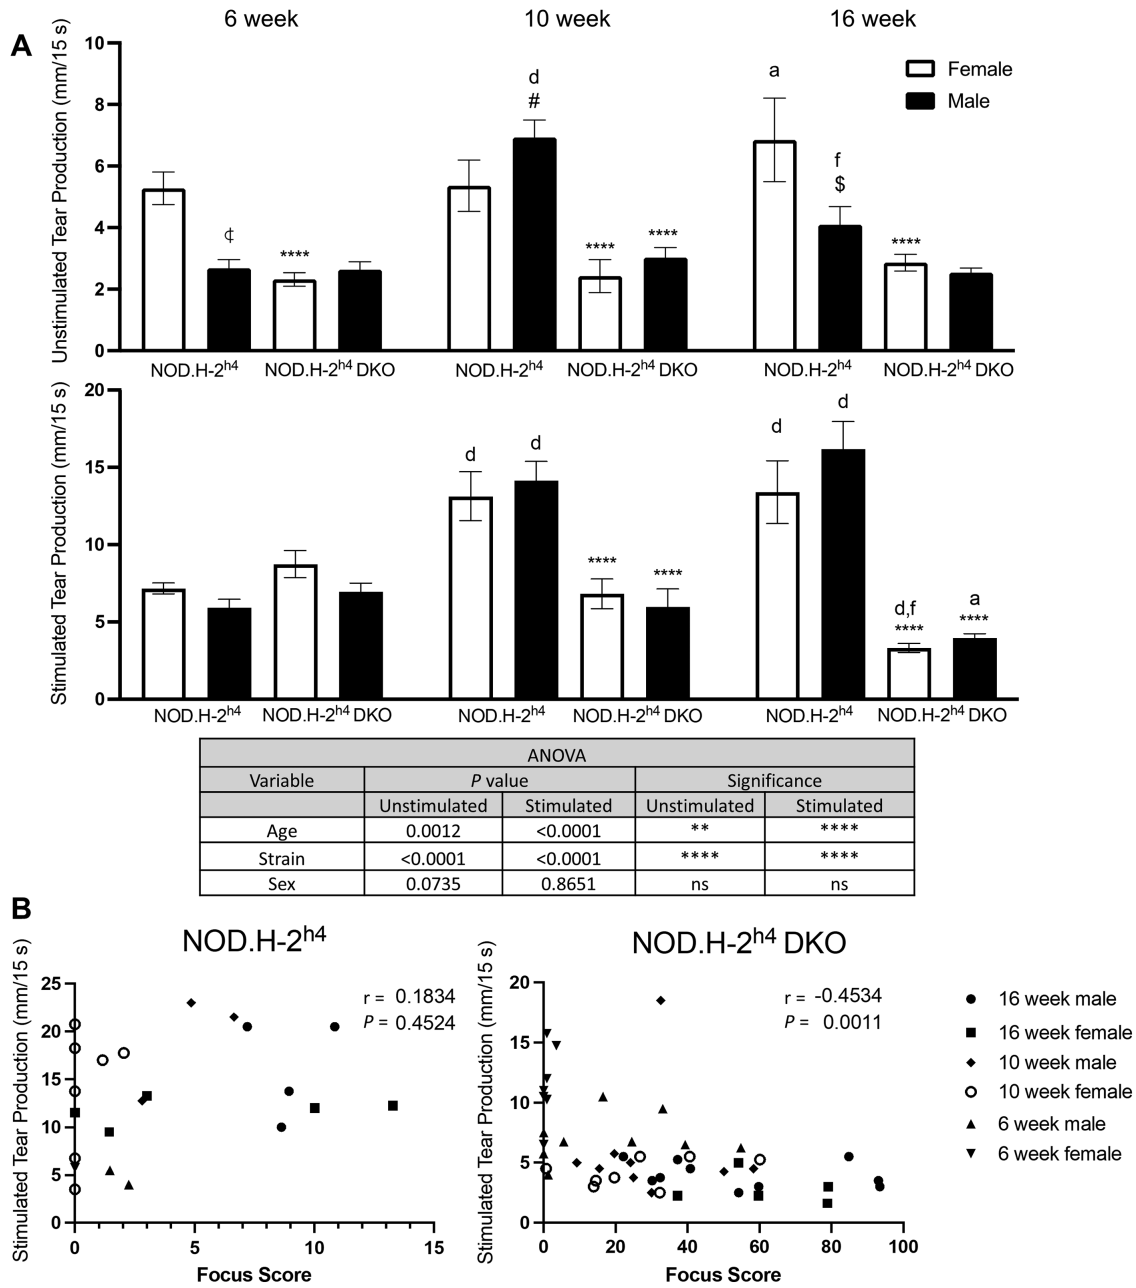 6 week 10 week 16 week
A
Unstimulated Tear Production (mm/15 s)
10
8
6
4
2
0
Female
Male
¢
****
d
#
****
****
a
f
$
****
NOD.H-2h4 NOD.H-2h4 DKO NOD.H-2h4 NOD.H-2h4 DKO NOD.H-2h4 NOD.H-2h4 DKO
Stimulated Tear Production (mm/15 s)
20
15
10
5
0
d
d
****
****
d
d
d,f
****
a
****
NOD.H-2h4 NOD.H-2h4 DKO NOD.H-2h4 NOD.H-2h4 DKO NOD.H-2h4 NOD.H-2h4 DKO
ANOVA
Variable P value Significance
Unstimulated Stimulated Unstimulated Stimulated
Age 0.0012 <0.0001 ** ****
Strain <0.0001 <0.0001 **** ****
Sex 0.0735 0.8651 ns ns
B
NOD.H-2h4
Stimulated Tear Production (mm/15 s)
25
20
15
10
5
0
r = 0.1834
P = 0.4524
0 5 10 15
Focus Score
NOD.H-2h4 DKO
Stimulated Tear Production (mm/15 s)
20
15
10
5
0
r = -0.4534
P = 0.0011
0 20 40 60 80 100
Focus Score
16 week male
16 week female
10 week male
10 week female
6 week male
6 week female